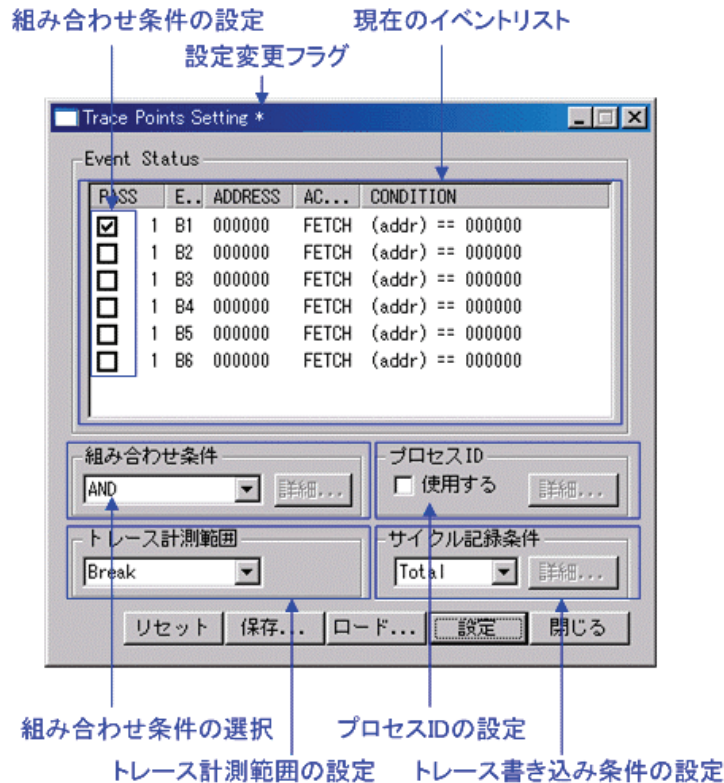 組み合わせ条件の設定
現在のイベントリスト
設定変更フラグ
Trace Points Setting *
Event Status
PASS E.. ADDRESS AC... CONDITION
1 B1 000000 FETCH (addr) == 000000
1 B2 000000 FETCH (addr) == 000000
1 B3 000000 FETCH (addr) == 000000
1 B4 000000 FETCH (addr) == 000000
1 B5 000000 FETCH (addr) == 000000
1 B6 000000 FETCH (addr) == 000000
組み合わせ条件
AND
詳細...
プロセスID
使用する
詳細...
トレース計測範囲
Break
サイクル記録条件
Total
詳細...
リセット
保存...
ロード...
設定
閉じる
組み合わせ条件の選択
プロセスIDの設定
トレース計測範囲の設定
トレース書き込み条件の設定